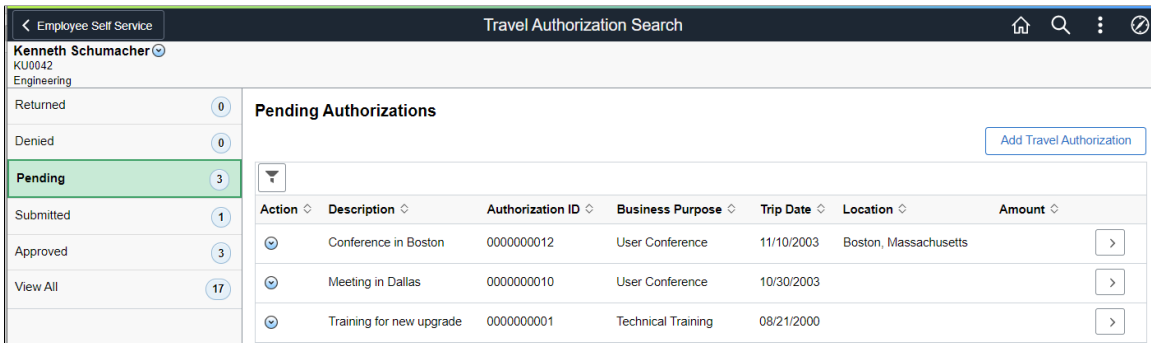 Employee Self Service
Travel Authorization Search
Kenneth Schumacher
KU0042
Engineering
Returned 0
Denied 0
Pending 3
Submitted 1
Approved 3
View All 17
Pending Authorizations
Add Travel Authorization
Action Description Authorization ID Business Purpose Trip Date Location Amount
Conference in Boston 0000000012 User Conference 11/10/2003 Boston, Massachusetts
Meeting in Dallas 0000000010 User Conference 10/30/2003
Training for new upgrade 0000000001 Technical Training 08/21/2000